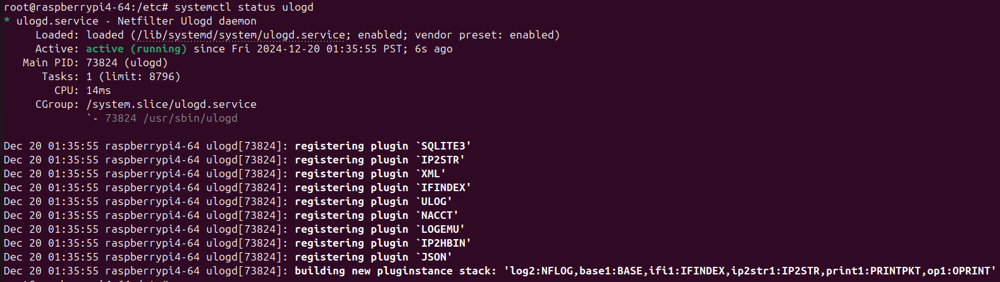 root@raspberrypi4-64:/etc# systemctl status ulogd
* ulogd.service - Netfilter Ulogd daemon
     Loaded: loaded (/lib/systemd/system/ulogd.service; enabled; vendor preset: enabled)
     Active: active (running) since Fri 2024-12-20 01:35:55 PST; 6s ago
   Main PID: 73824 (ulogd)
      Tasks: 1 (limit: 8796)
        CPU: 14ms
     CGroup: /system.slice/ulogd.service
             `- 73824 /usr/sbin/ulogd
Dec 20 01:35:55 raspberrypi4-64 ulogd[73824]: registering plugin `SQLITE3'
Dec 20 01:35:55 raspberrypi4-64 ulogd[73824]: registering plugin `IP2STR'
Dec 20 01:35:55 raspberrypi4-64 ulogd[73824]: registering plugin `XML'
Dec 20 01:35:55 raspberrypi4-64 ulogd[73824]: registering plugin `IFINDEX'
Dec 20 01:35:55 raspberrypi4-64 ulogd[73824]: registering plugin `ULOG'
Dec 20 01:35:55 raspberrypi4-64 ulogd[73824]: registering plugin `NACCT'
Dec 20 01:35:55 raspberrypi4-64 ulogd[73824]: registering plugin `LOGEMU'
Dec 20 01:35:55 raspberrypi4-64 ulogd[73824]: registering plugin `IP2HBIN'
Dec 20 01:35:55 raspberrypi4-64 ulogd[73824]: registering plugin `JSON'
Dec 20 01:35:55 raspberrypi4-64 ulogd[73824]: building new pluginstance stack: 'log2:NFLOG,base1:BASE,ifi1:IFINDEX,ip2str1:IP2STR,print1:PRINTPKT,op1:OPRINT'